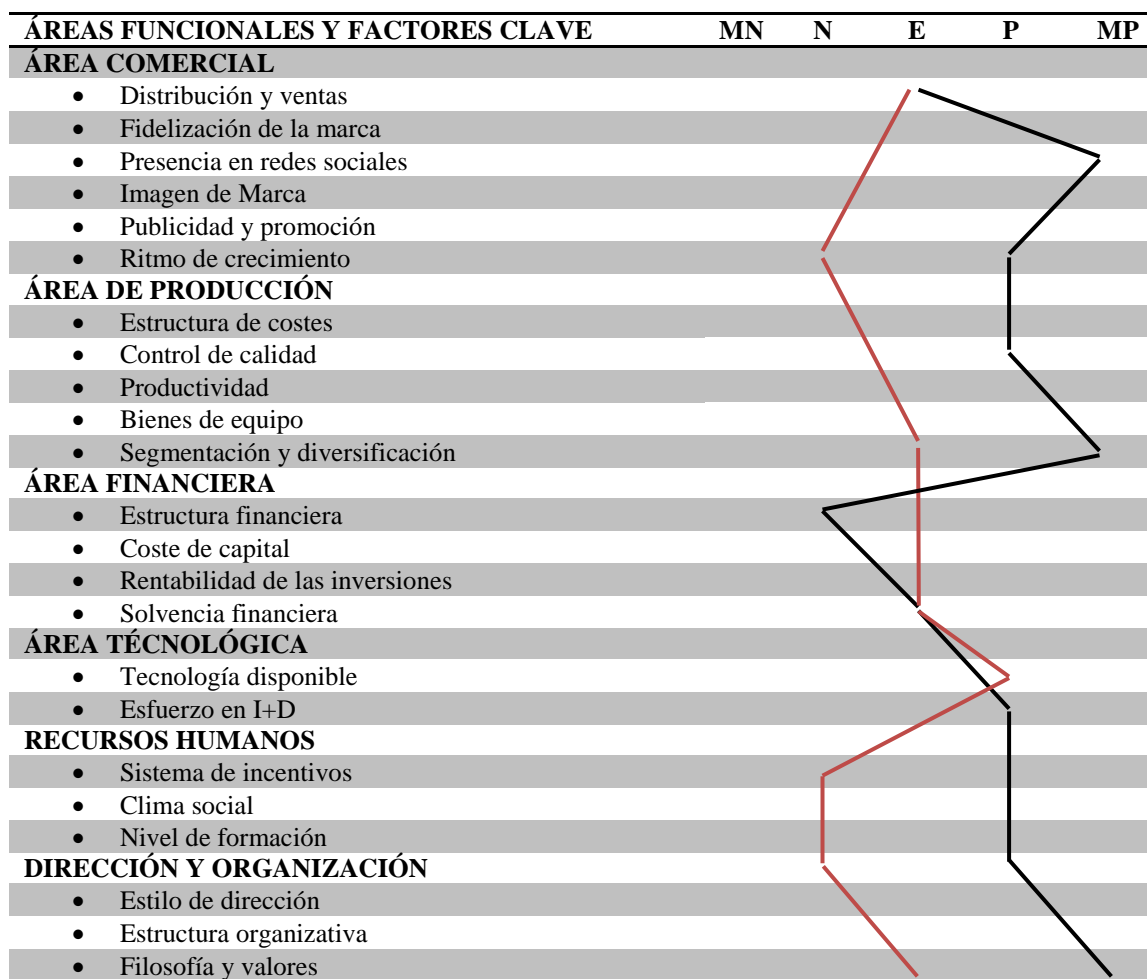 ÁREAS FUNCIONALES Y FACTORES CLAVE MN N E P MP
ÁREA COMERCIAL
• Distribución y ventas
• Fidelización de la marca
• Presencia en redes sociales
• Imagen de Marca
• Publicidad y promoción
• Ritmo de crecimiento
ÁREA DE PRODUCCIÓN
• Estructura de costes
• Control de calidad
• Productividad
• Bienes de equipo
• Segmentación y diversificación
ÁREA FINANCIERA
• Estructura financiera
• Coste de capital
• Rentabilidad de las inversiones
• Solvencia financiera
ÁREA TÉCNOLÓGICA
• Tecnología disponible
• Esfuerzo en I+D
RECURSOS HUMANOS
• Sistema de incentivos
• Clima social
• Nivel de formación
DIRECCIÓN Y ORGANIZACIÓN
• Estilo de dirección
• Estructura organizativa
• Filosofía y valores